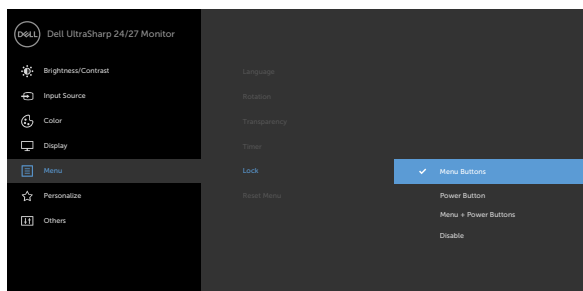 DELL Dell UltraSharp 24/27 Monitor
Brightness/Contrast Language
Input Source Rotation
Color Transparency
Display Timer
Menu Lock Menu Buttons
Personalize Reset Menu Power Button
Menu + Power Buttons
Others
Disable